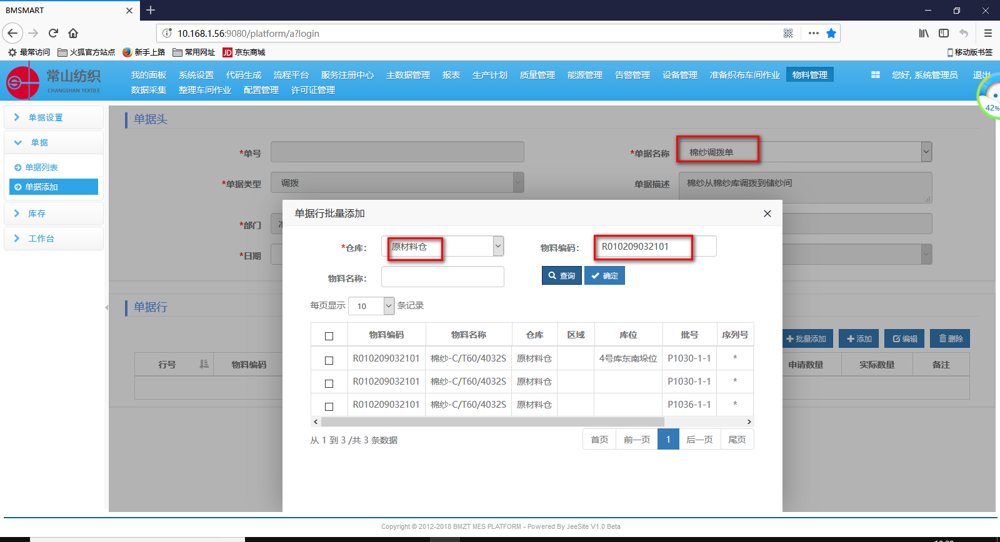 BMSMART
10.168.1.56:9080/platform/a?login
最常访问 火狐官方站点 新手上路 常用网址 JD 京东商城 移动版书签
常山纺织
CHANGSHAN TEXTILE
我的面板 系统设置 代码生成 流程平台 服务注册中心 主数据管理 报表 生产计划 质量管理 能源管理 告警管理 设备管理 准备织布车间作业 物料管理 您好, 系统管理员 退出
数据采集 整理车间作业 配置管理 许可证管理
42%
单据设置
单据
单据列表
单据添加
库存
工作台
单据头
*单号 *单据名称 棉纱调拨单
*单据类型 调拨 单据描述 棉纱从棉纱库调拨到储纱间
*部门
*日期
单据行
批量添加 添加 编辑 删除
行号 物料编码 申请数量 实际数量 备注
单据行批量添加
*仓库: 原材料仓 物料编码: R010209032101
物料名称: 查询 确定
每页显示 10 条记录
物料编码 物料名称 仓库 区域 库位 批号 序列号
R010209032101 棉纱-C/T60/4032S 原材料仓 4号库东南垛位 P1030-1-1 *
R010209032101 棉纱-C/T60/4032S 原材料仓 P1030-1-1 *
R010209032101 棉纱-C/T60/4032S 原材料仓 P1036-1-1 *
从 1 到 3 /共 3 条数据 首页 前一页 1 后一页 尾页
Copyright © 2012-2018 BMZT MES PLATFORM - Powered By JeeSite V1.0 Beta